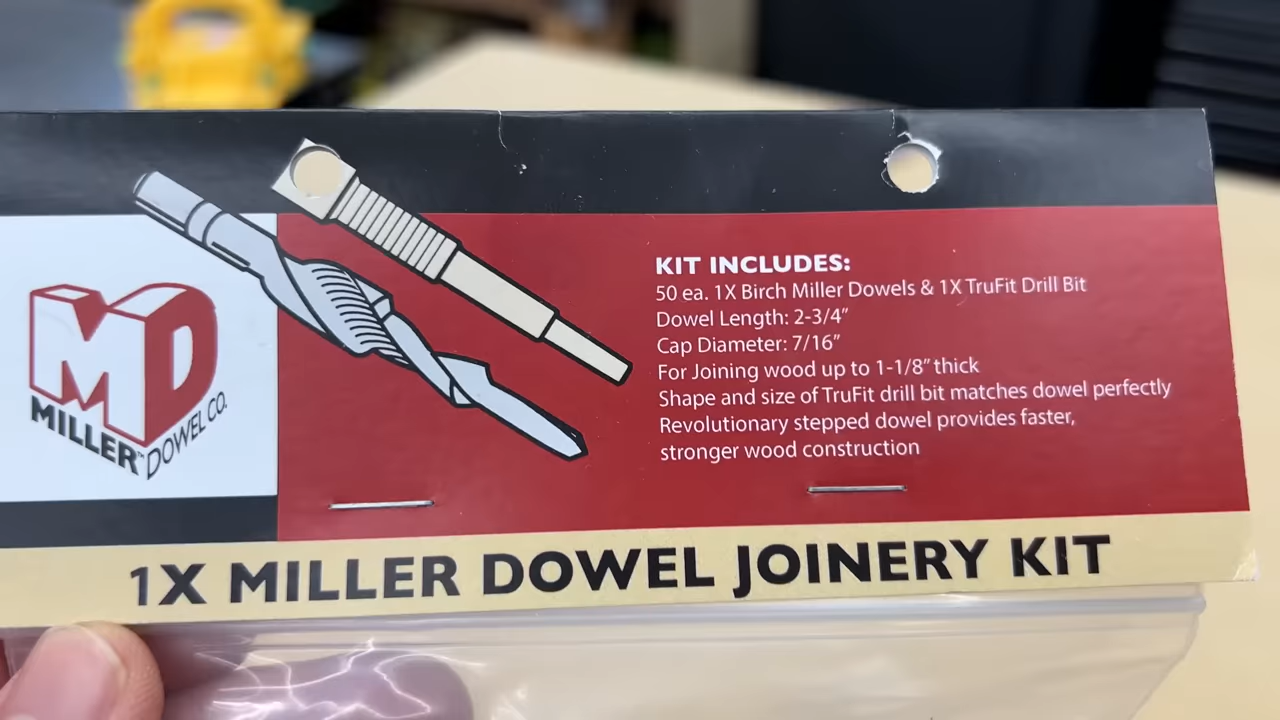 MD
MILLER™ DOWEL CO.
KIT INCLUDES:
50 ea. 1X Birch Miller Dowels & 1X TruFit Drill Bit
Dowel Length: 2-3/4”
Cap Diameter: 7/16”
For Joining wood up to 1-1/8” thick
Shape and size of TruFit drill bit matches dowel perfectly
Revolutionary stepped dowel provides faster,
stronger wood construction
1X MILLER DOWEL JOINERY KIT